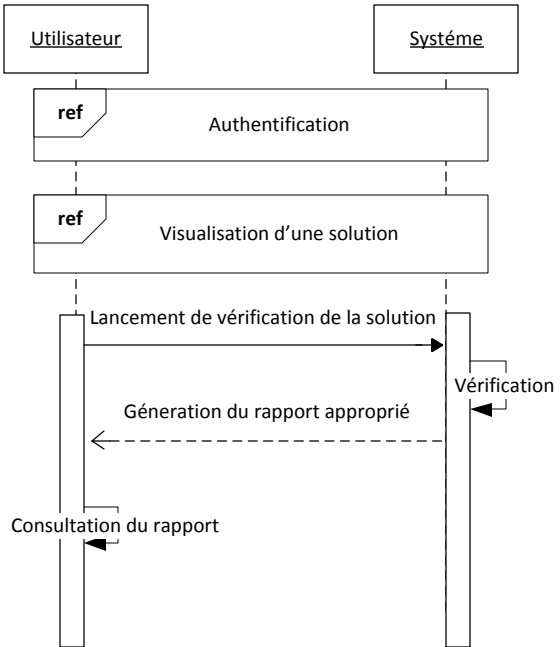 Utilisateur
Systéme
ref
Authentification
ref
Visualisation d'une solution
Lancement de vérification de la solution
Vérification
Géneration du rapport approprié
Consultation du rapport